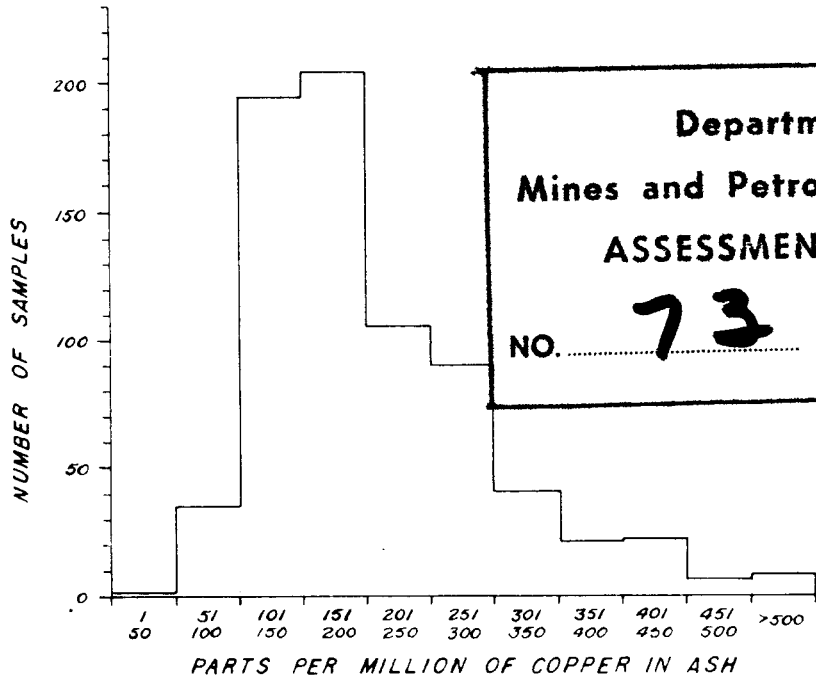 200
150
100
50
0
NUMBER OF SAMPLES
1 51 101 151 201 251 301 351 401 451 >500
50 100 150 200 250 300 350 400 450 500
PARTS PER MILLION OF COPPER IN ASH
Departm
Mines and Petro
ASSESSMEN
NO. 73